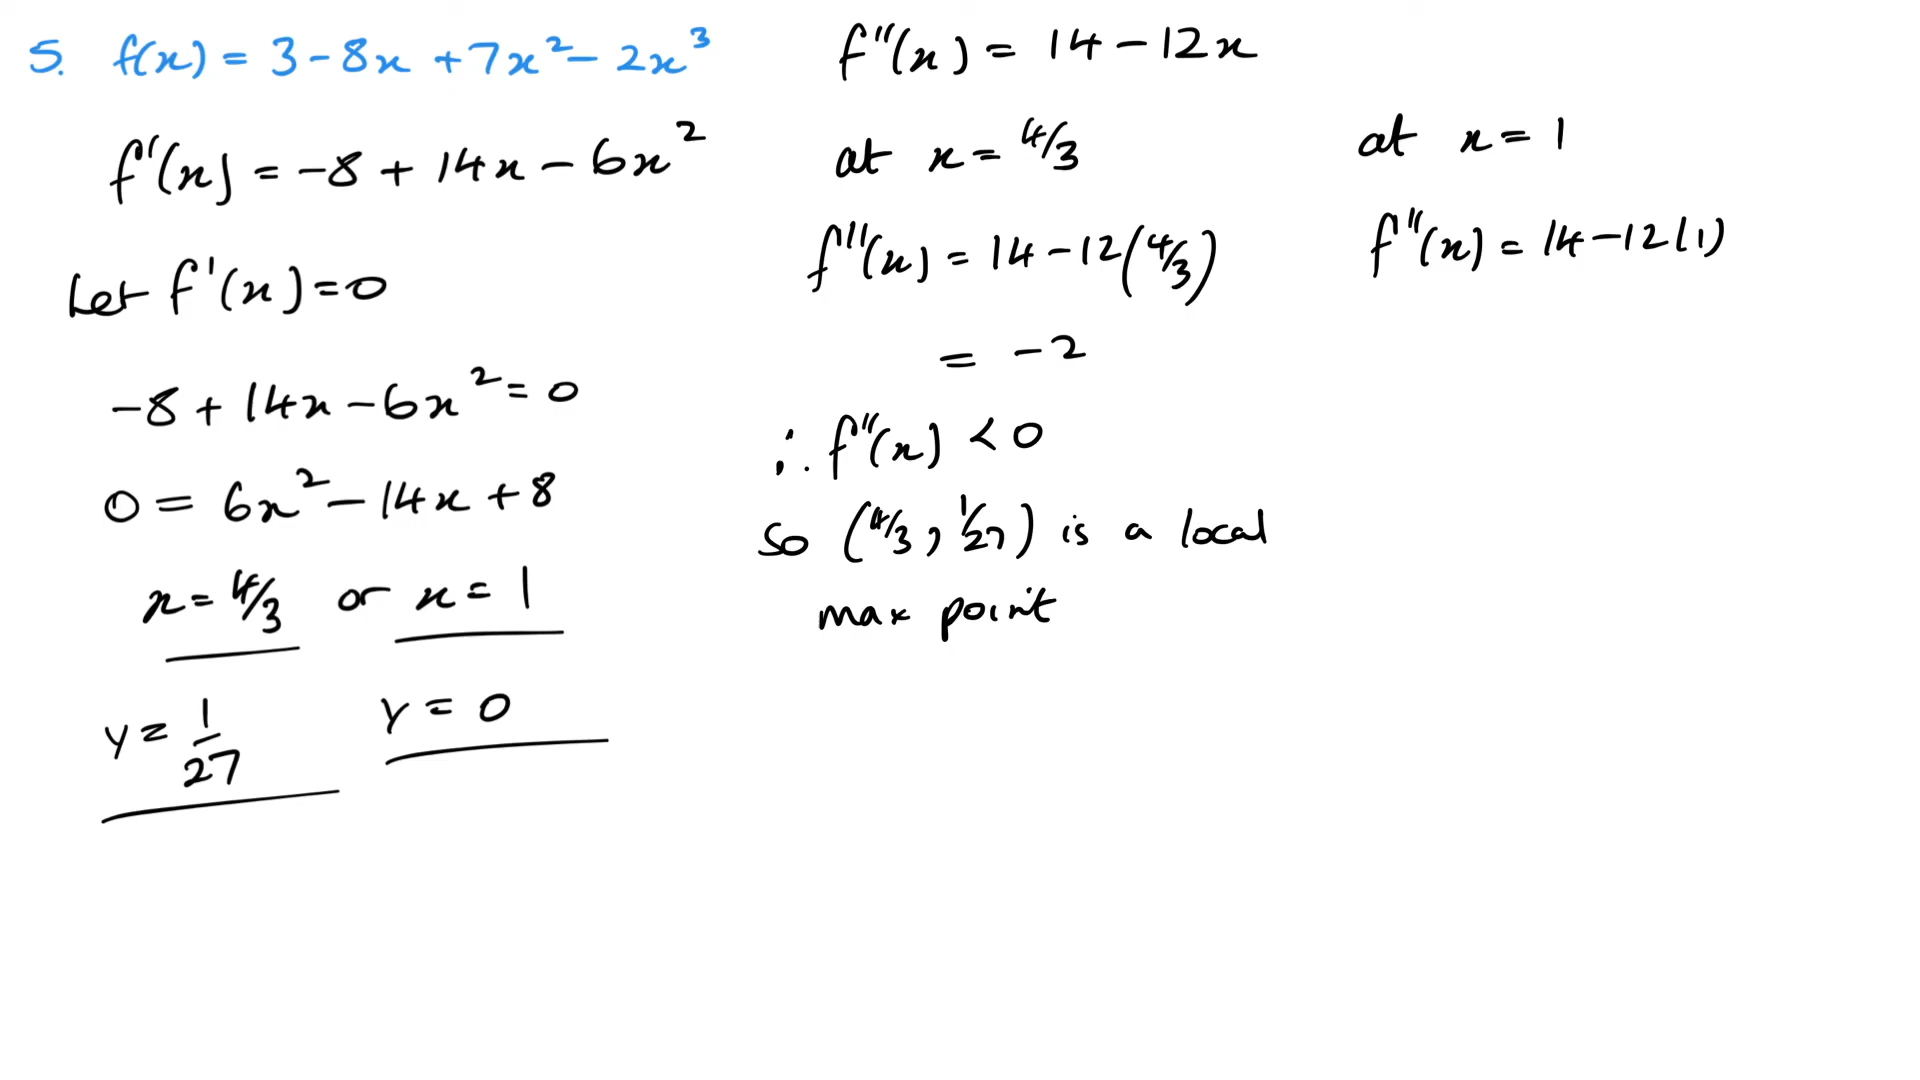 5. f(x) = 3 - 8x + 7x² - 2x³
f'(x) = -8 + 14x - 6x²
Let f'(x) = 0
-8 + 14x - 6x² = 0
0 = 6x² - 14x + 8
x = 4/3 or x = 1
y = 1/27 y = 0
f''(x) = 14 - 12x
at x = 4/3
f''(x) = 14 - 12(4/3)
= -2
∴ f''(x) < 0
so (4/3, 1/27) is a local
max point
at x = 1
f''(x) = 14 - 12(1)